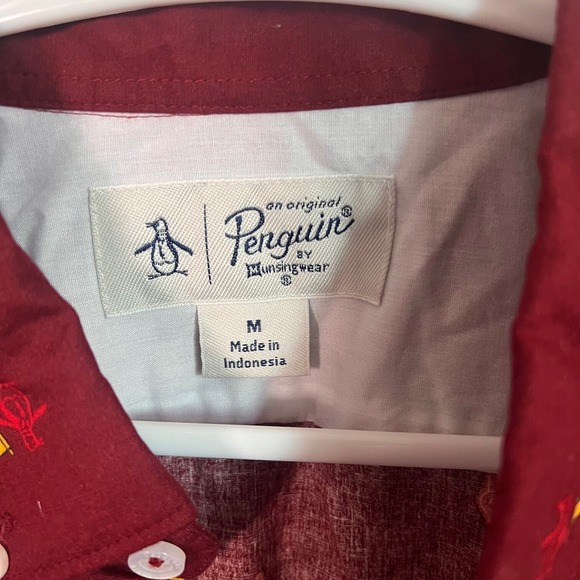 an original
Penguin®
BY
Munsingwear
®
M
Made in
Indonesia